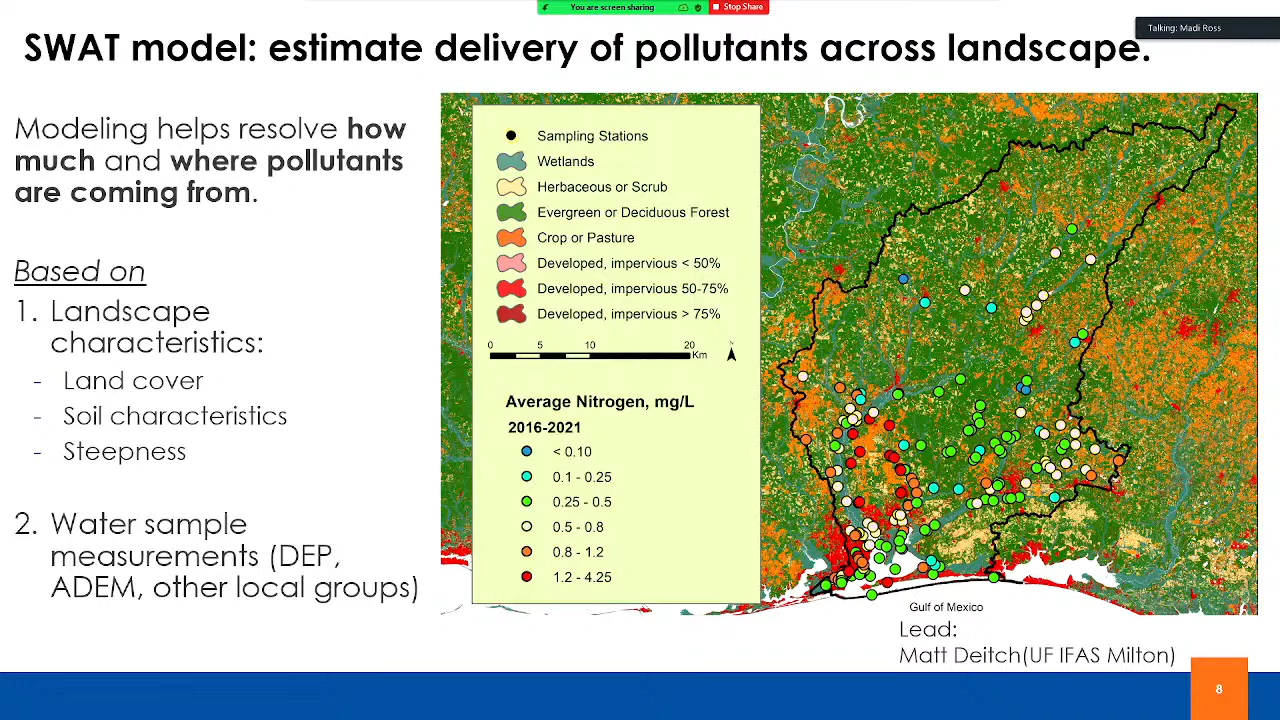 You are screen sharing
Stop Share
Talking: Madi Ross
SWAT model: estimate delivery of pollutants across landscape.
Modeling helps resolve how
much and where pollutants
are coming from.
Based on
1. Landscape
characteristics:
- Land cover
- Soil characteristics
- Steepness
2. Water sample
measurements (DEP,
ADEM, other local groups)
Sampling Stations
Wetlands
Herbaceous or Scrub
Evergreen or Deciduous Forest
Crop or Pasture
Developed, impervious < 50%
Developed, impervious 50-75%
Developed, impervious > 75%
0 5 10 20
Km
N
Average Nitrogen, mg/L
2016-2021
< 0.10
0.1 - 0.25
0.25 - 0.5
0.5 - 0.8
0.8 - 1.2
1.2 - 4.25
Gulf of Mexico
Lead:
Matt Deitch(UF IFAS Milton)
8